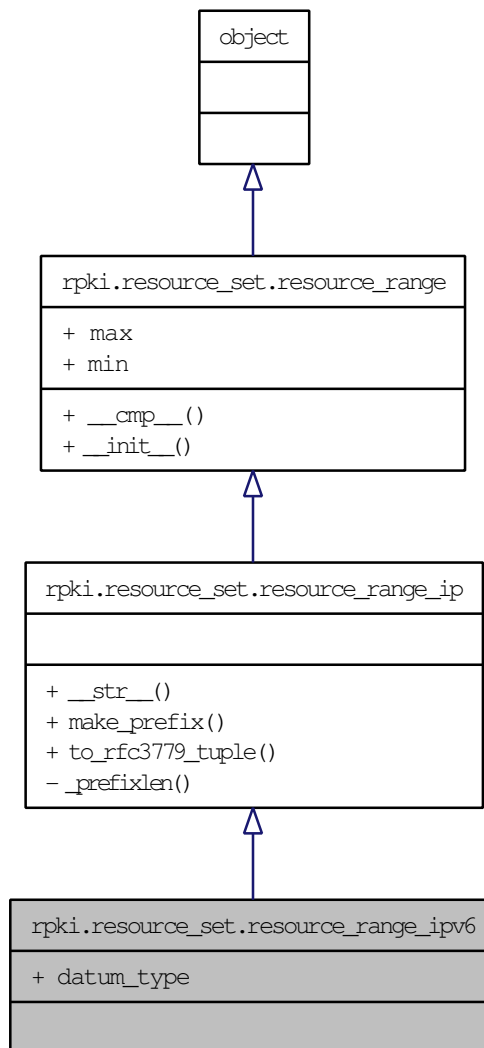 object
rpki.resource_set.resource_range
+ max
+ min
+ __cmp__()
+ __init__()
rpki.resource_set.resource_range_ip
+ __str__()
+ make_prefix()
+ to_rfc3779_tuple()
- _prefixlen()
rpki.resource_set.resource_range_ipv6
+ datum_type